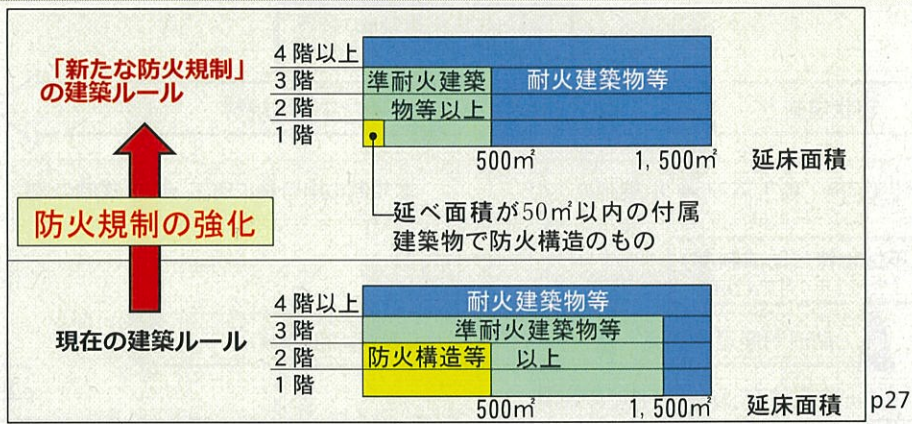 「新たな防火規制」
の建築ルール
4階以上
3階
2階
1階
準耐火建築
物等以上
耐火建築物等
500㎡
1,500㎡
延床面積
延べ面積が50㎡以内の付属
建築物で防火構造のもの
防火規制の強化
現在の建築ルール
4階以上
3階
2階
1階
耐火建築物等
準耐火建築物等
防火構造等
以上
500㎡
1,500㎡
延床面積
p27